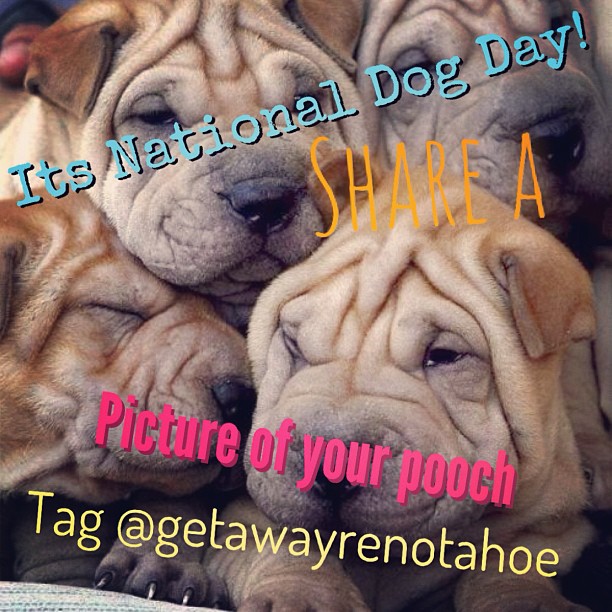 Its National Dog Day!
SHARE A
Picture of your pooch
Tag @getawayrenotahoe